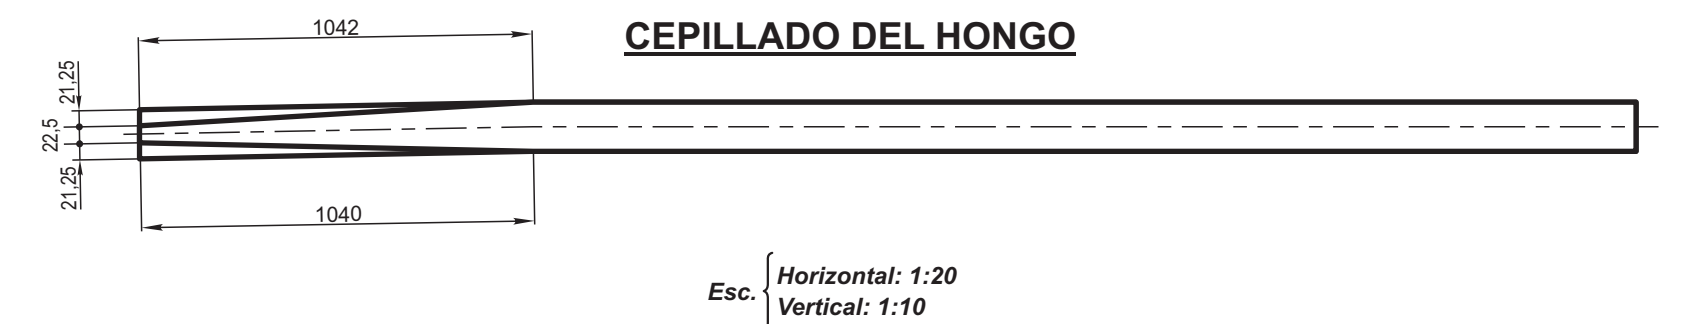 1042
CEPILLADO DEL HONGO
21,25
22,5
21,25
1040
Esc.
Horizontal: 1:20
Vertical: 1:10